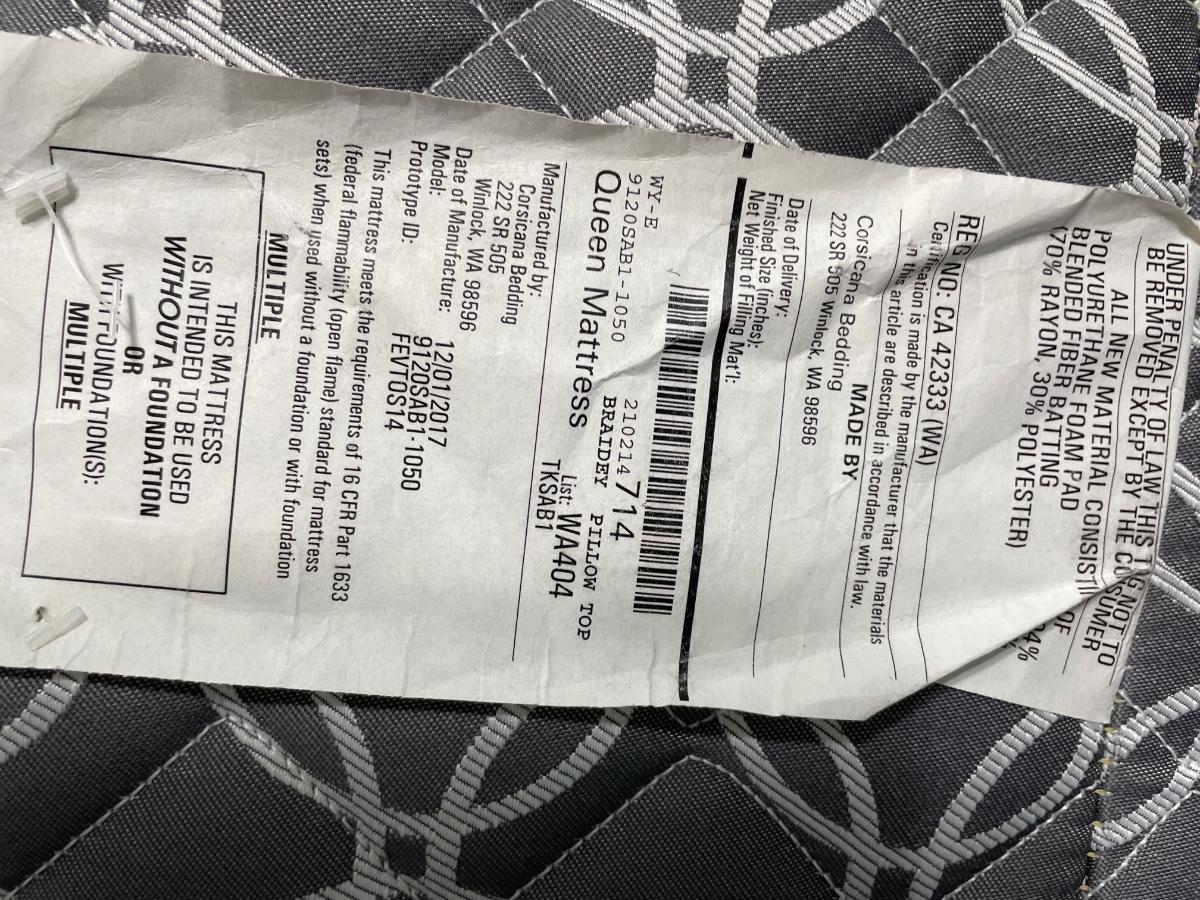 UNDER PENALTY OF LAW THIS TAG NOT TO
BE REMOVED EXCEPT BY THE CONSUMER
ALL NEW MATERIAL CONSISTING OF
POLYURETHANE FOAM PAD
BLENDED FIBER BATTING 4%
(70% RAYON, 30% POLYESTER)
REG NO: CA 42333 (WA)
Certification is made by the manufacturer that the materials
in this article are described in accordance with law.
MADE BY
Corsicana Bedding
222 SR 505 Winlock, WA 98596
Date of Delivery:
Finished Size (inches):
Net Weight of Filling Mat'l:
WY-E
9120SAB1-1050 210214714
Queen Mattress BRAIDEY PILLOW TOP
List: WA404
TKSAB1
Manufactured by:
Corsicana Bedding
222 SR 505
Winlock, WA 98596
Date of Manufacture: 12/01/2017
Model: 9120SAB1-1050
Prototype ID: FEYTOS14
This mattress meets the requirements of 16 CFR Part 1633
(federal flammability (open flame) standard for mattress
sets) when used without a foundation or with foundation
MULTIPLE
THIS MATTRESS
IS INTENDED TO BE USED
WITHOUT A FOUNDATION
OR
WITH FOUNDATION(S):
MULTIPLE